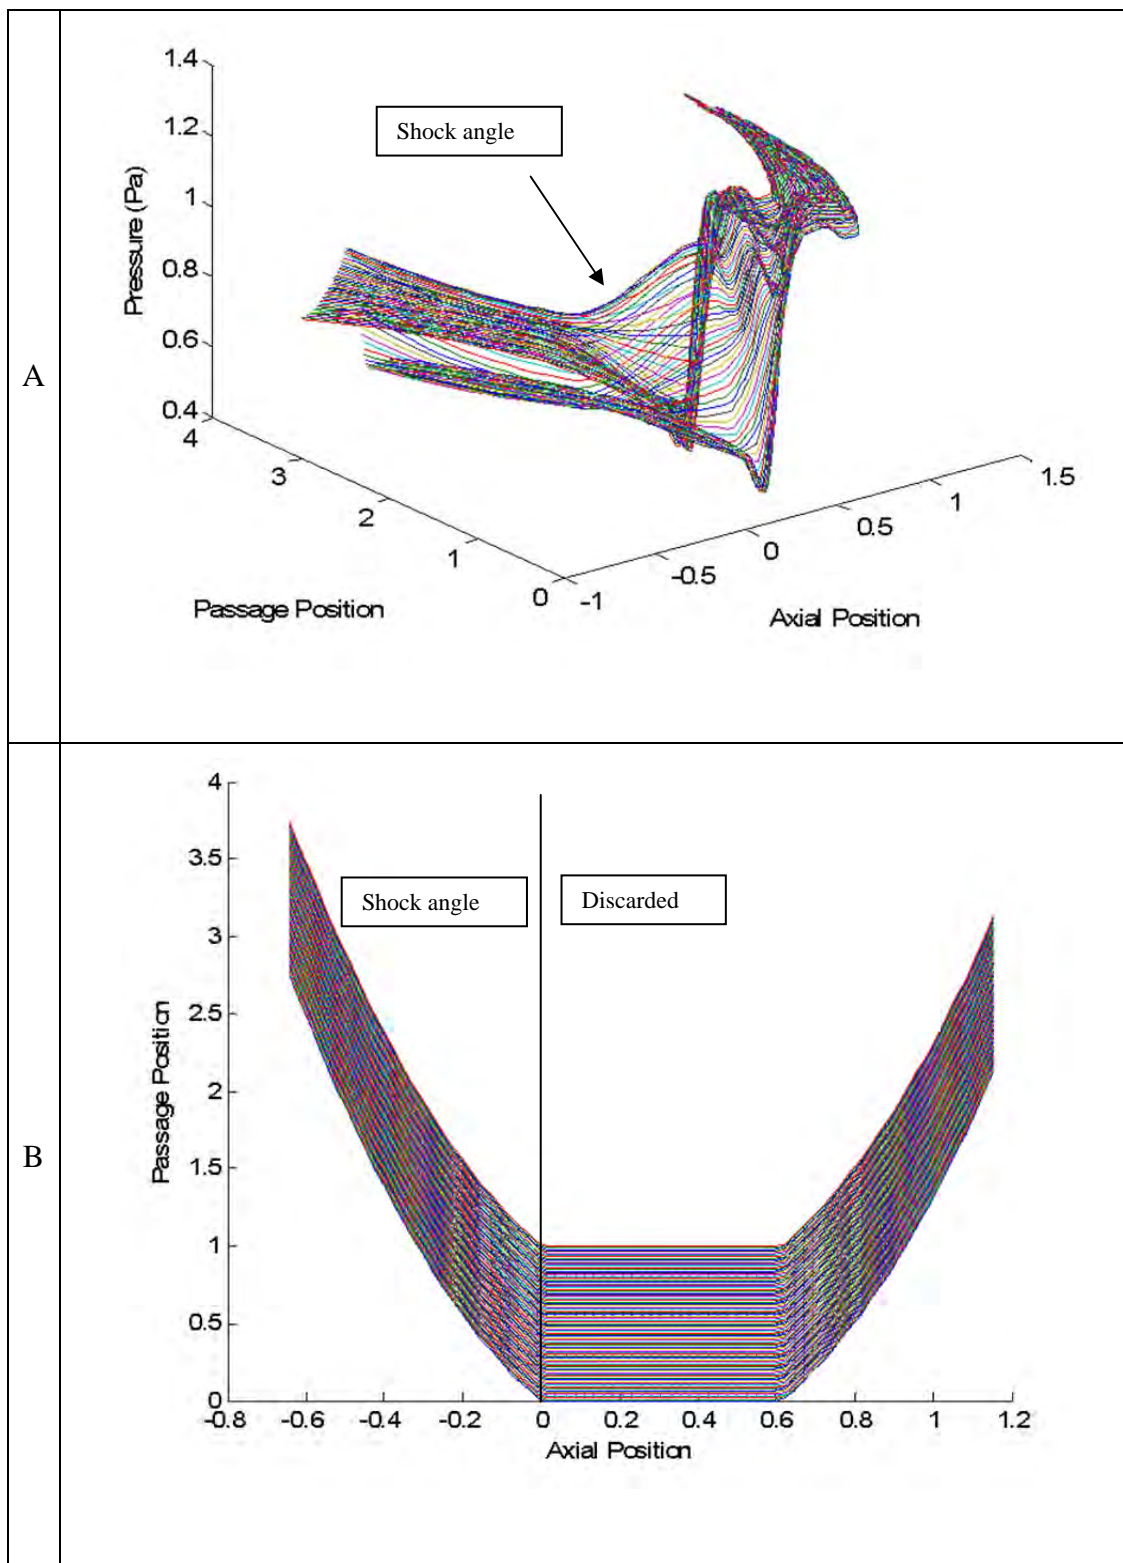 A
1.4
1.2
1
0.8
0.6
0.4
Pressure (Pa)
Shock angle
4
3
2
1
0
Passage Position
-1
-0.5
0
0.5
1
1.5
Axial Position
B
4
3.5
3
2.5
2
1.5
1
0.5
0
Passage Position
Shock angle
Discarded
-0.8 -0.6 -0.4 -0.2 0 0.2 0.4 0.6 0.8 1 1.2
Axial Position